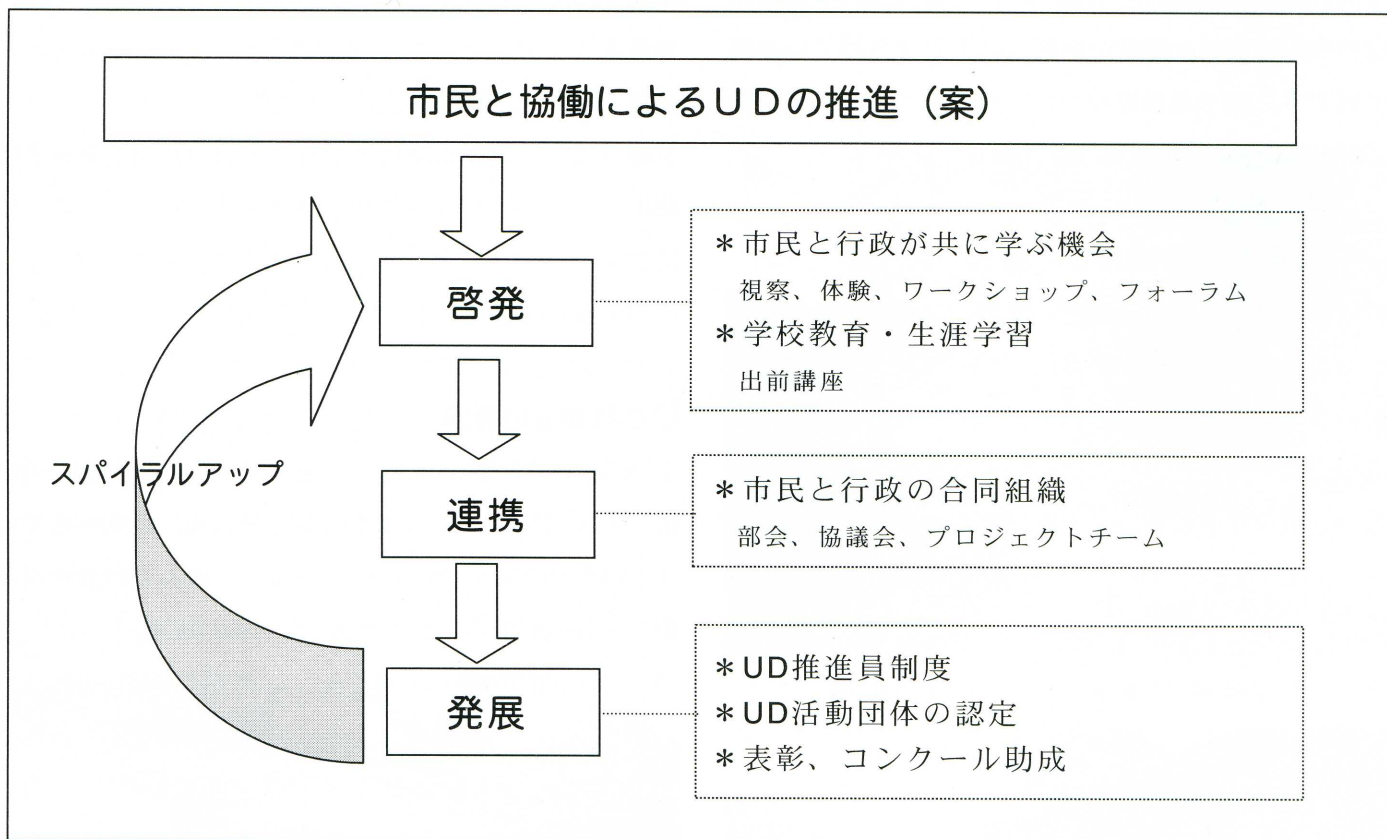 市民と協働によるＵＤの推進（案）
啓発
＊市民と行政が共に学ぶ機会
視察、体験、ワークショップ、フォーラム
＊学校教育・生涯学習
出前講座
スパイラルアップ
連携
＊市民と行政の合同組織
部会、協議会、プロジェクトチーム
発展
＊UD推進員制度
＊UD活動団体の認定
＊表彰、コンクール助成